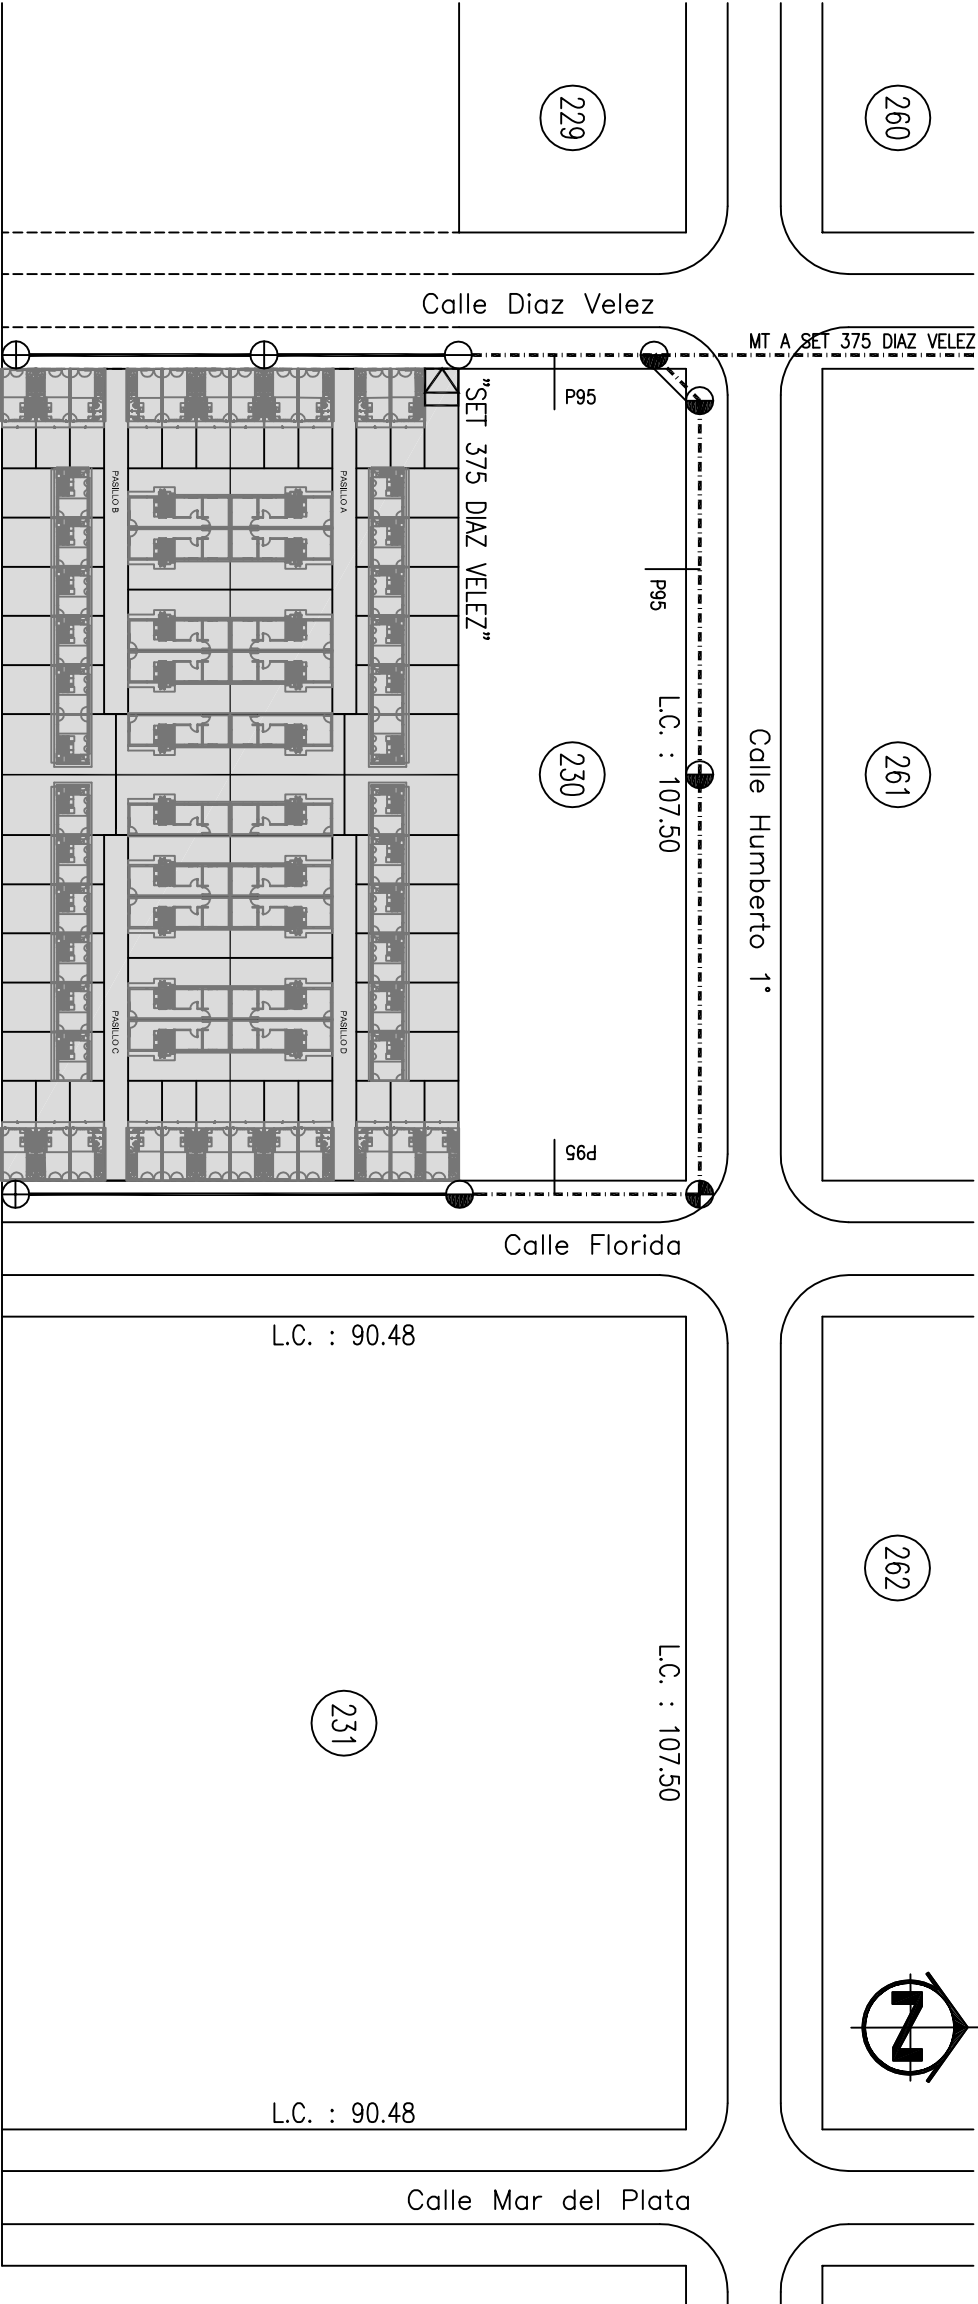 229
260
Calle Diaz Velez
MT A SET 375 DIAZ VELEZ
P95
"SET 375 DIAZ VELEZ"
PASILLO B
PASILLO A
P95
L.C. : 107.50
230
Calle Humberto 1°
261
PASILLO C
PASILLO D
P95
Calle Florida
L.C. : 90.48
262
L.C. : 107.50
231
N
L.C. : 90.48
Calle Mar del Plata